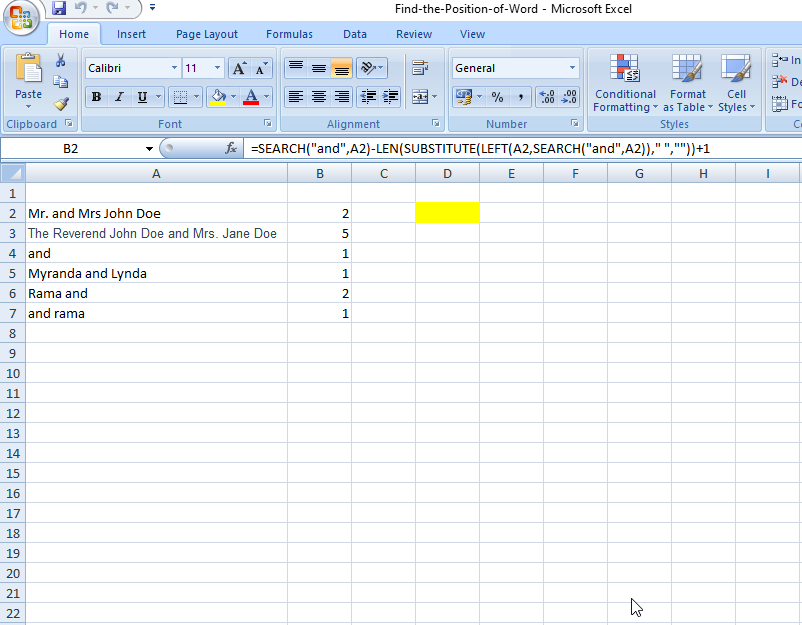 Find-the-Position-of-Word - Microsoft Excel
Home Insert Page Layout Formulas Data Review View
Calibri 11 A A General
Paste B I U A % , .00 .0 Conditional Formatting Format as Table Cell Styles
Clipboard Font Alignment Number Styles
B2 fx =SEARCH("and",A2)-LEN(SUBSTITUTE(LEFT(A2,SEARCH("and",A2))," ",""))+1
A B C D E F G H I
1
2 Mr. and Mrs John Doe 2
3 The Reverend John Doe and Mrs. Jane Doe 5
4 and 1
5 Myranda and Lynda 1
6 Rama and 2
7 and rama 1
8
9
10
11
12
13
14
15
16
17
18
19
20
21
22